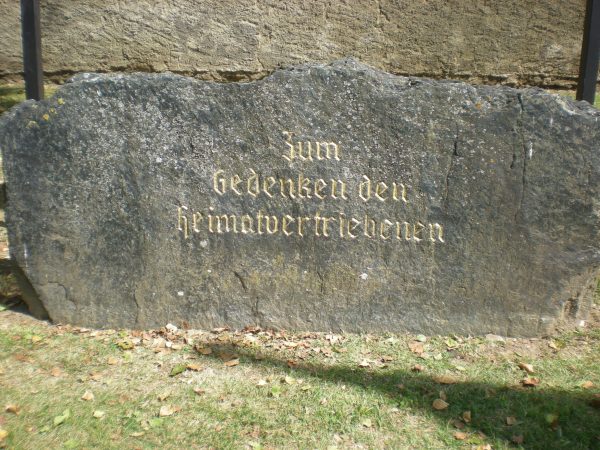 Zum
Gedenken den
Heimatvertriebenen